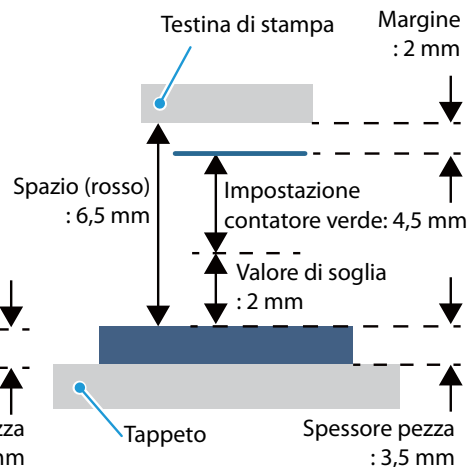 Testina di stampa
Margine
: 2 mm
Spazio (rosso)
: 6,5 mm
Impostazione
contatore verde: 4,5 mm
Valore di soglia
: 2 mm
Tappeto
Spessore pezza
: 3,5 mm